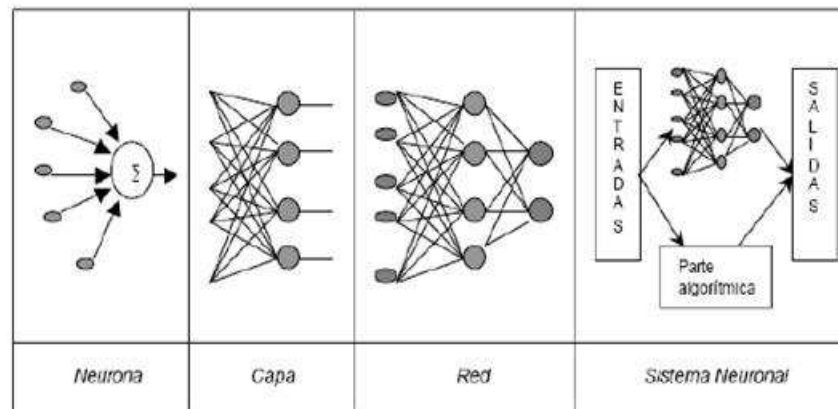 ∑
ENTRADAS
SALIDAS
Parte
algorítmica
Neurona
Capa
Red
Sistema Neuronal